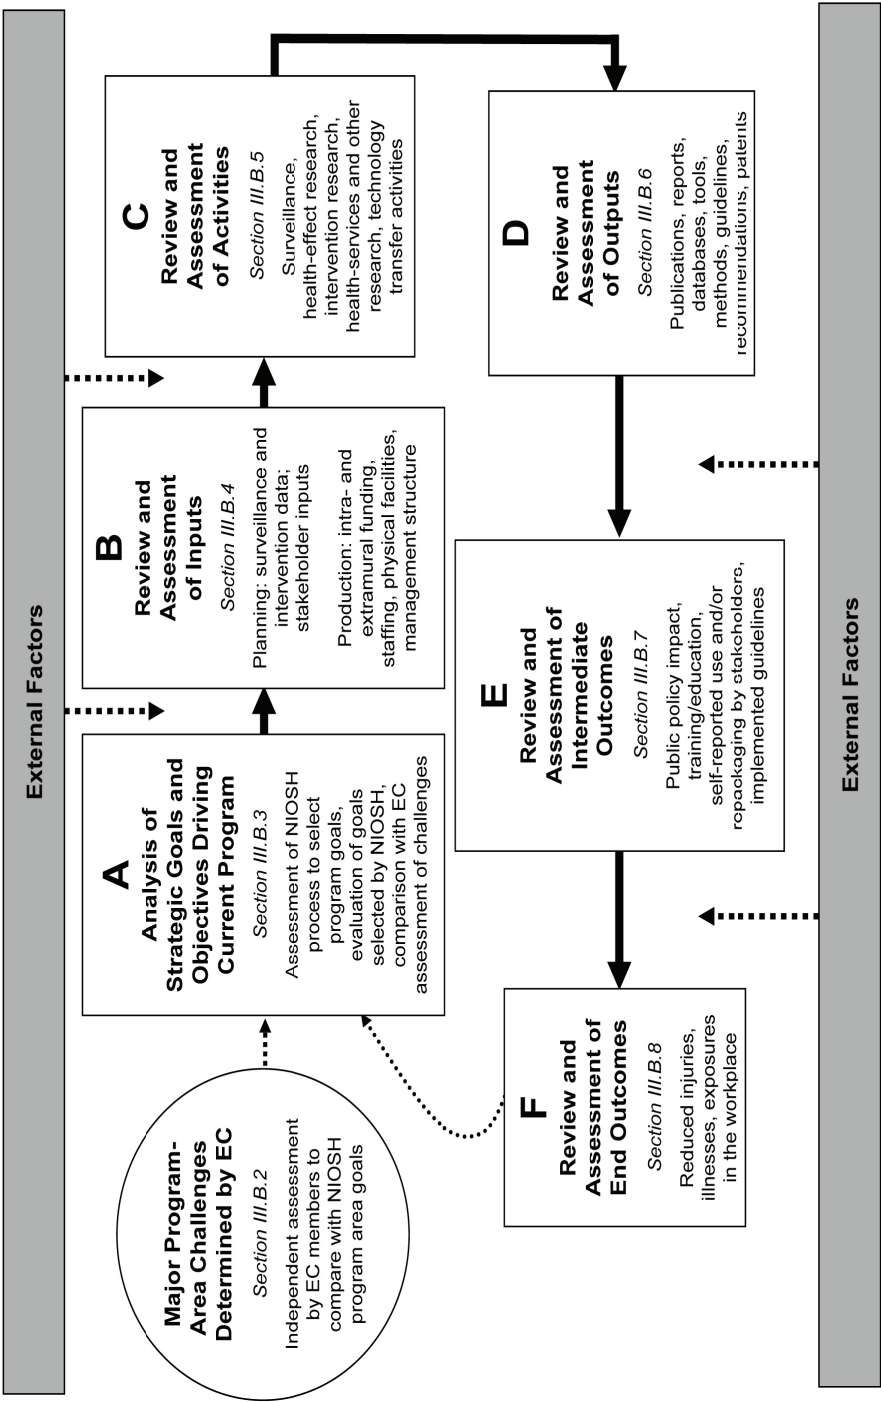 External Factors
Major Program-
Area Challenges
Determined by EC
Section III.B.2
Independent assessment
by EC members to
compare with NIOSH
program area goals
A
Analysis of
Strategic Goals and
Objectives Driving
Current Program
Section III.B.3
Assessment of NIOSH
process to select
program goals,
evaluation of goals
selected by NIOSH,
comparison with EC
assessment of challenges
B
Review and
Assessment
of Inputs
Section III.B.4
Planning: surveillance and
intervention data;
stakeholder inputs
Production: intra- and
extramural funding,
staffing, physical facilities,
management structure
C
Review and
Assessment
of Activities
Section III.B.5
Surveillance,
health-effect research,
intervention research,
health-services and other
research, technology
transfer activities
D
Review and
Assessment
of Outputs
Section III.B.6
Publications, reports,
databases, tools,
methods, guidelines,
recommendations, patents
E
Review and
Assessment of
Intermediate
Outcomes
Section III.B.7
Public policy impact,
training/education,
self-reported use and/or
repackaging by stakeholders,
implemented guidelines
F
Review and
Assessment of
End Outcomes
Section III.B.8
Reduced injuries,
illnesses, exposures
in the workplace
External Factors